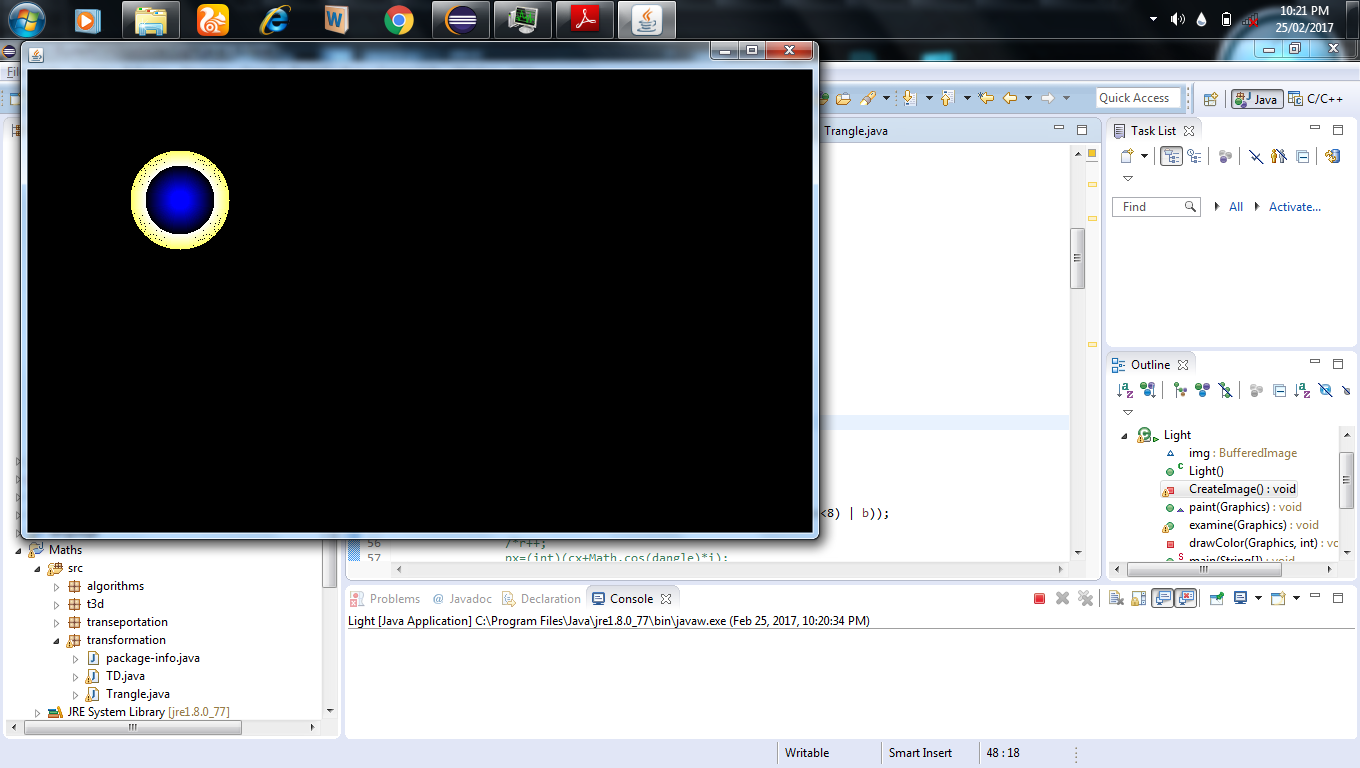 10:21 PM
25/02/2017
Quick Access
Java
C/C++
Trangle.java
Task List
Find
All
Activate...
Outline
Light
img : BufferedImage
Light()
CreateImage() : void
paint(Graphics) : void
examine(Graphics) : void
drawColor(Graphics, int) : vc
<8) | b));
56 /*r++;
57 nx=(int)(cx+Math.cos(dangle)*i);
Maths
src
algorithms
t3d
transeportation
transformation
package-info.java
TD.java
Trangle.java
JRE System Library [jre1.8.0_77]
Problems @ Javadoc Declaration Console
Light [Java Application] C:\Program Files\Java\jre1.8.0_77\bin\javaw.exe (Feb 25, 2017, 10:20:34 PM)
Writable Smart Insert 48 : 18